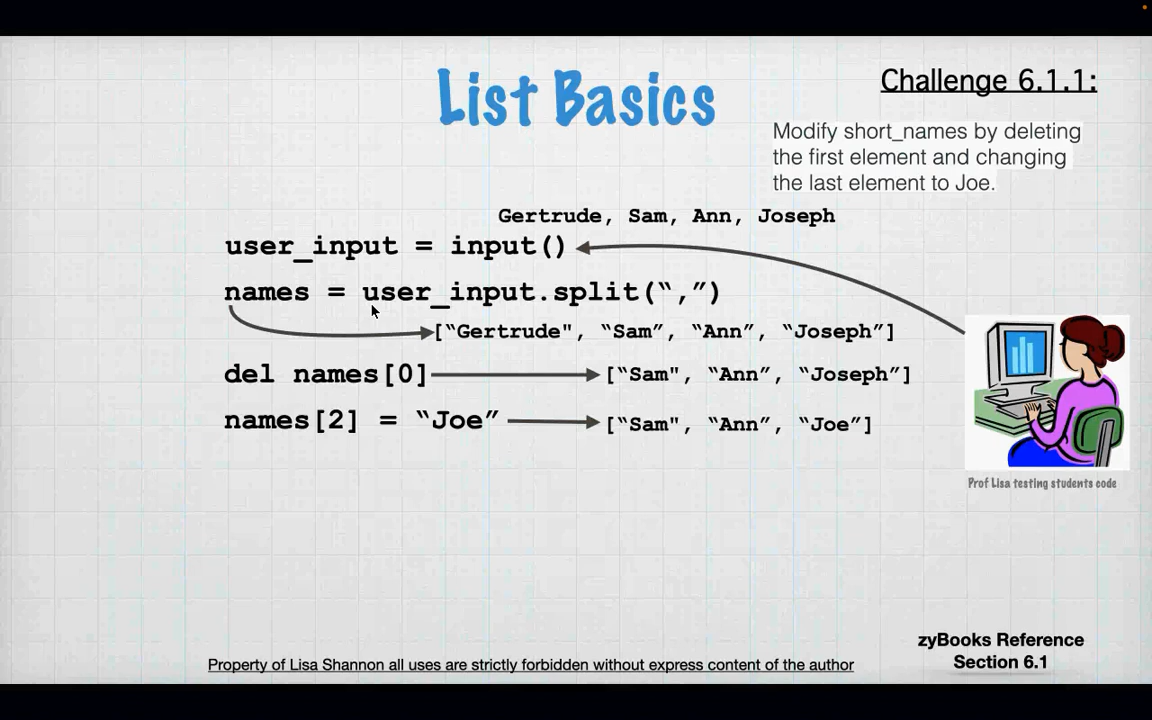 List Basics
Challenge 6.1.1:
Modify short_names by deleting
the first element and changing
the last element to Joe.
Gertrude, Sam, Ann, Joseph
user_input = input()
names = user_input.split(“,”)
[“Gertrude", “Sam”, “Ann”, “Joseph”]
del names[0]
[“Sam", “Ann”, “Joseph”]
names[2] = “Joe”
[“Sam", “Ann”, “Joe”]
Prof Lisa testing students code
zyBooks Reference
Section 6.1
Property of Lisa Shannon all uses are strictly forbidden without express content of the author